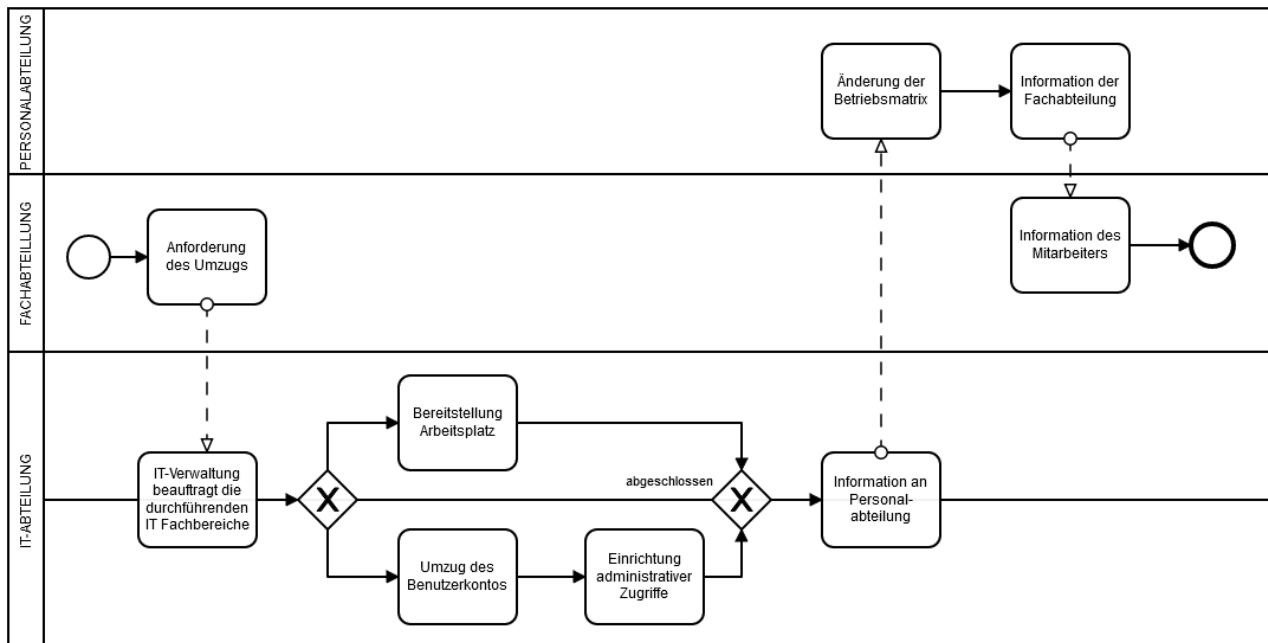 PERSONALABTEILUNG
Änderung der
Betriebsmatrix
Information der
Fachabteilung
FACHABTEILLUNG
Anforderung
des Umzugs
Information des
Mitarbeiters
IT-ABTEILUNG
IT-Verwaltung
beauftragt die
durchführenden
IT Fachbereiche
Bereitstellung
Arbeitsplatz
abgeschlossen
Umzug des
Benutzerkontos
Einrichtung
administrativer
Zugriffe
Information an
Personal-
abteilung